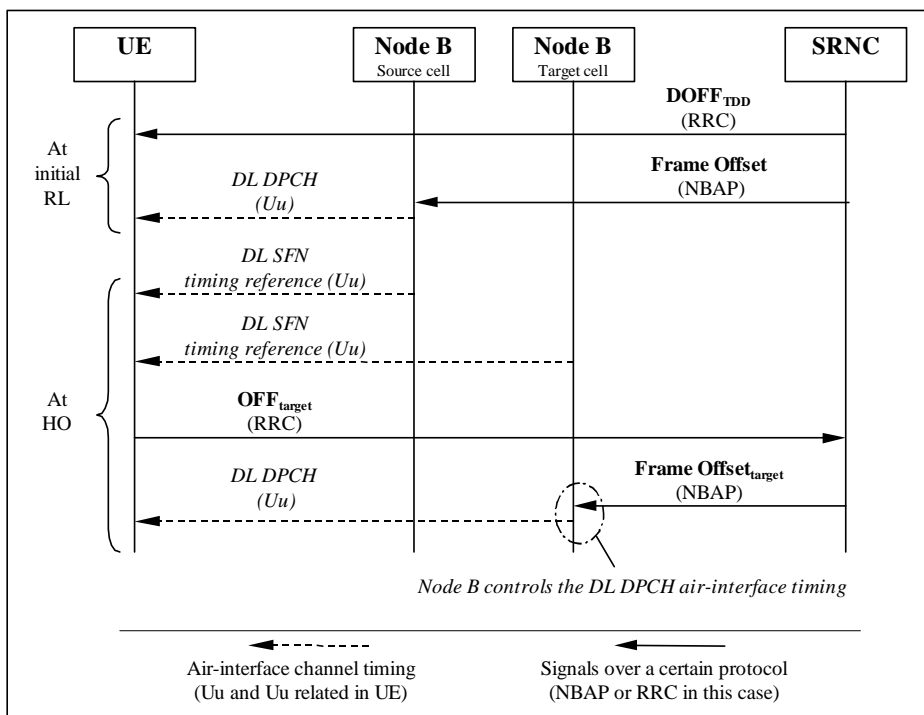 UE
Node B
Source cell
Node B
Target cell
SRNC
DOFF_TDD
(RRC)
At
initial
RL
Frame Offset
(NBAP)
DL DPCH
(Uu)
DL SFN
timing reference (Uu)
DL SFN
timing reference (Uu)
At
HO
OFF_target
(RRC)
Frame Offset_target
(NBAP)
DL DPCH
(Uu)
Node B controls the DL DPCH air-interface timing
Air-interface channel timing
(Uu and Uu related in UE)
Signals over a certain protocol
(NBAP or RRC in this case)